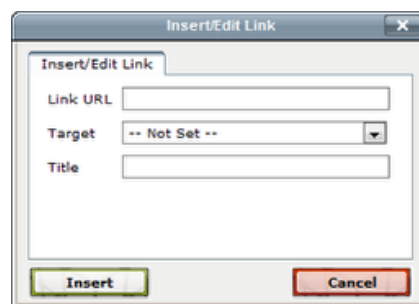 Insert/Edit Link
Insert/Edit Link
Link URL
Target -- Not Set --
Title
Insert Cancel